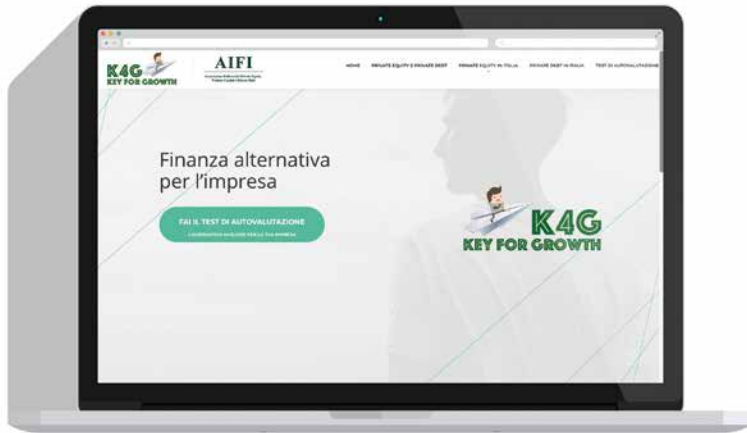 K4G
KEY FOR GROWTH
AIFI
HOME PRIVATE EQUITY E PRIVATE DEBT PRIVATE EQUITY IN ITALIA PRIVATE DEBT IN ITALIA TEST DI AUTOVALUTAZIONE
Finanza alternativa
per l'impresa
FAI IL TEST DI AUTOVALUTAZIONE
K4G
KEY FOR GROWTH